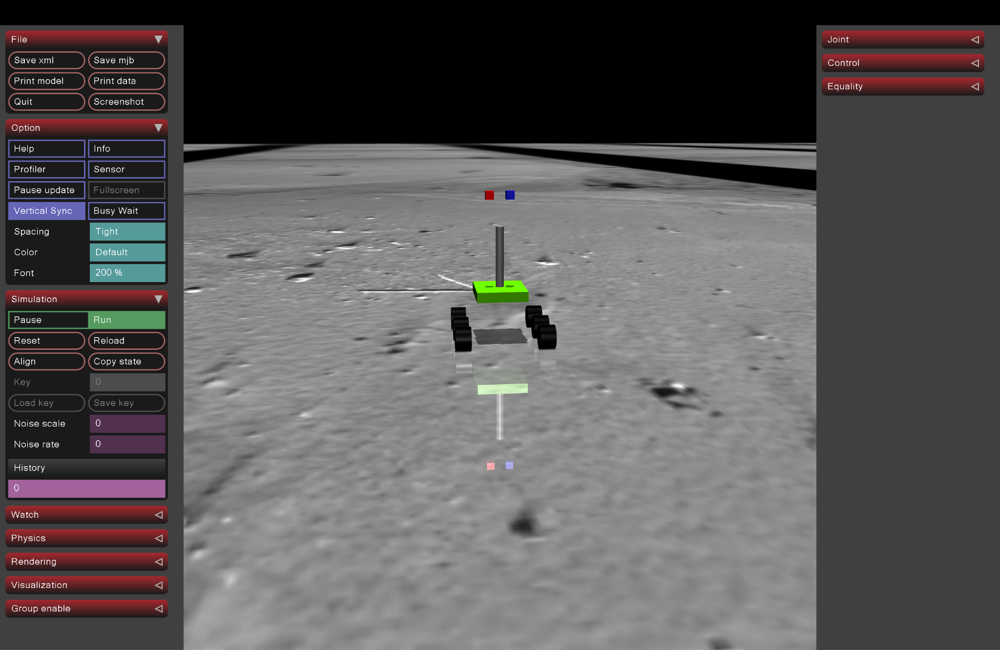 File
Save xml
Save mjb
Print model
Print data
Quit
Screenshot
Option
Help
Info
Profiler
Sensor
Pause update
Fullscreen
Vertical Sync
Busy Wait
Spacing
Tight
Color
Default
Font
200 %
Simulation
Pause
Run
Reset
Reload
Align
Copy state
Key
0
Load key
Save key
Noise scale
0
Noise rate
0
History
0
Watch
Physics
Rendering
Visualization
Group enable
Joint
Control
Equality